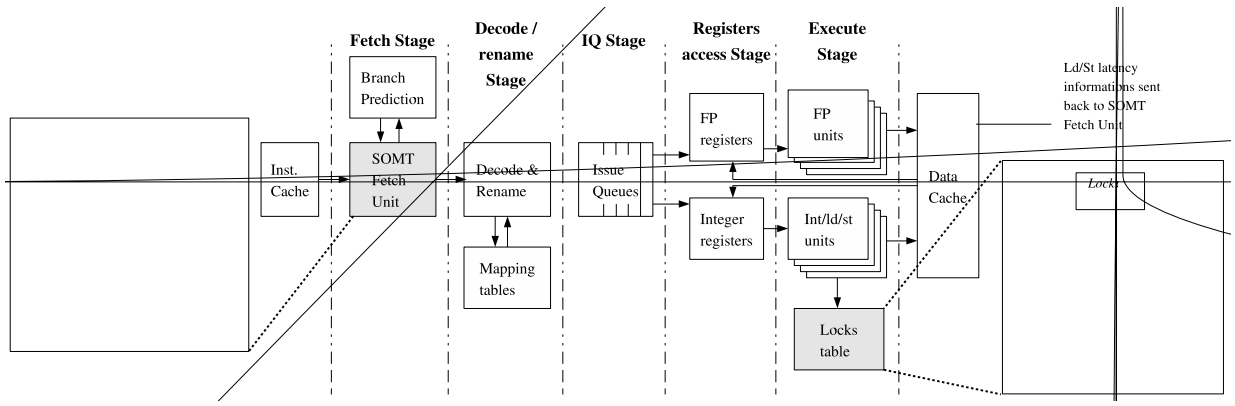 Fetch Stage
Decode /
rename
Stage
IQ Stage
Registers
access Stage
Execute
Stage
Branch
Prediction
Inst.
Cache
SOMT
Fetch
Unit
Decode &
Rename
Mapping
tables
Issue
Queues
FP
registers
Integer
registers
FP
units
Int/ld/st
units
Locks
table
Data
Cache
Ld/St latency
informations sent
back to SOMT
Fetch Unit
Locks